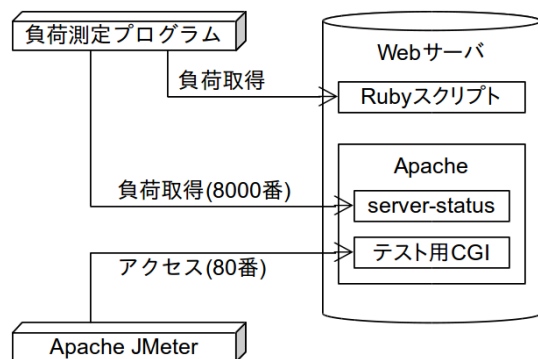 負荷測定プログラム
Webサーバ
負荷取得
Rubyスクリプト
Apache
負荷取得(8000番)
server-status
テスト用CGI
アクセス(80番)
Apache JMeter